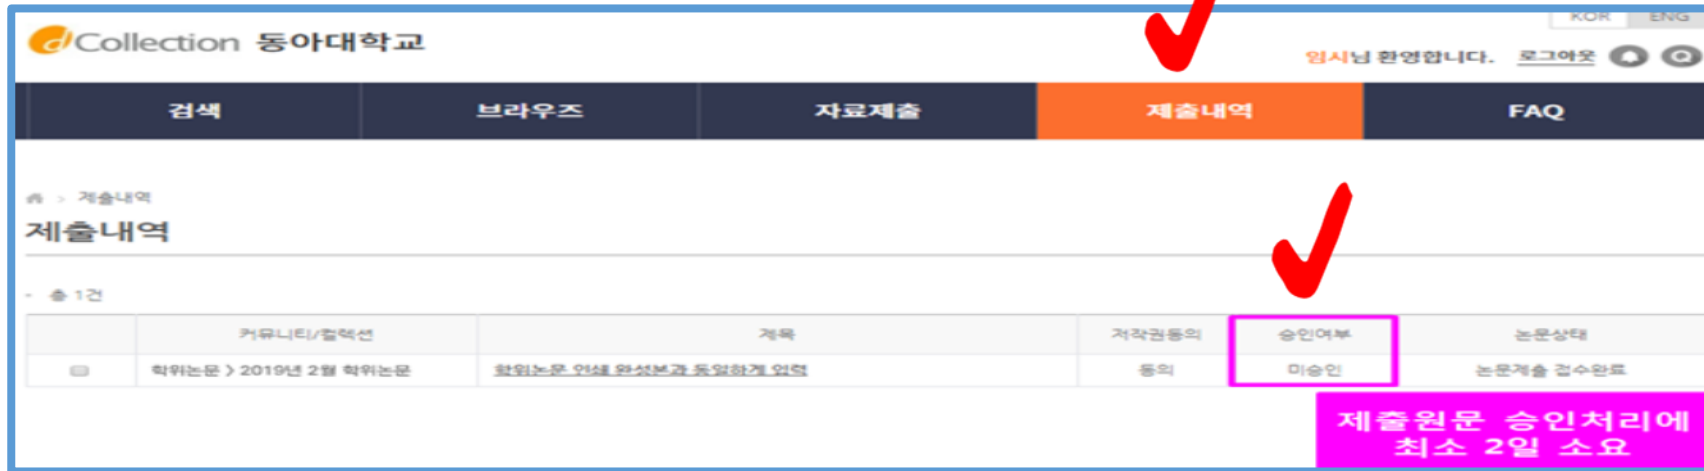 KOR ENG
dCollection 동아대학교
임시님 환영합니다. 로그아웃
검색 브라우즈 자료제출 제출내역 FAQ
> 제출내역
제출내역
- 총 1건
커뮤니티/컬렉션 제목 저작권동의 승인여부 논문상태
학위논문 > 2019년 2월 학위논문 학위논문 인쇄 완성본과 동일하게 입력 동의 미승인 논문제출 접수완료
제출원문 승인처리에
최소 2일 소요